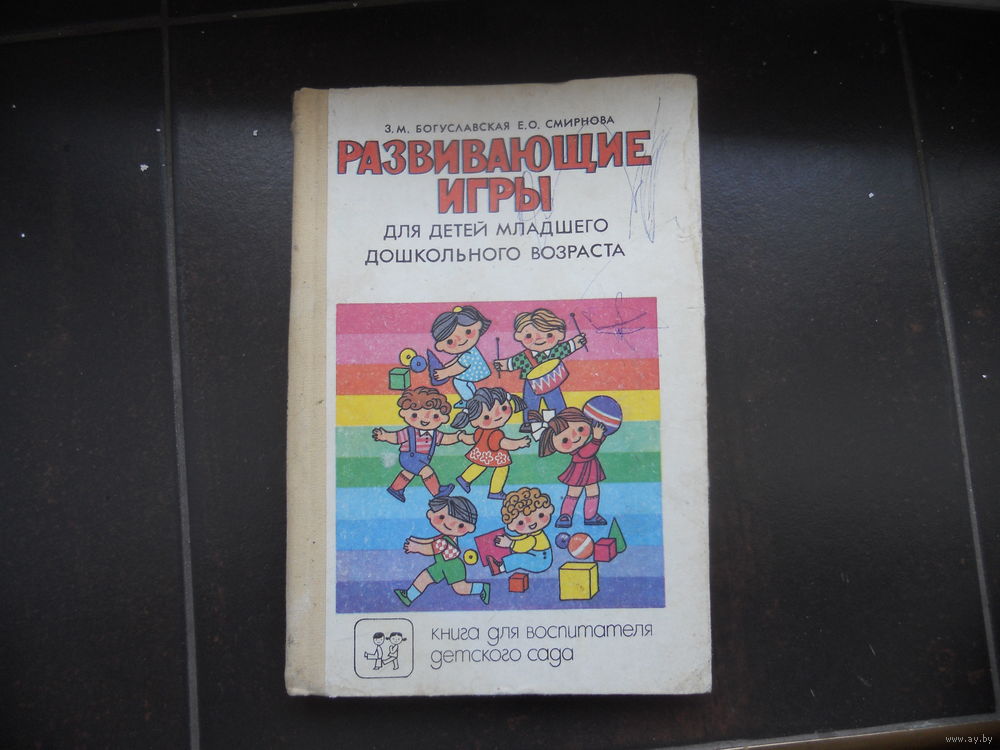 З.М. БОГУСЛАВСКАЯ Е.О. СМИРНОВА
РАЗВИВАЮЩИЕ
ИГРЫ
ДЛЯ ДЕТЕЙ МЛАДШЕГО
ДОШКОЛЬНОГО ВОЗРАСТА
книга для воспитателя
детского сада
www.ay.by